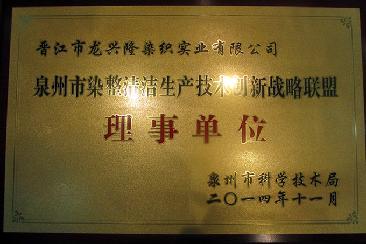 晋江市龙兴隆染织实业有限公司
泉州市染整清洁生产技术创新战略联盟
理事单位
泉州市科学技术局
二〇一四年十一月